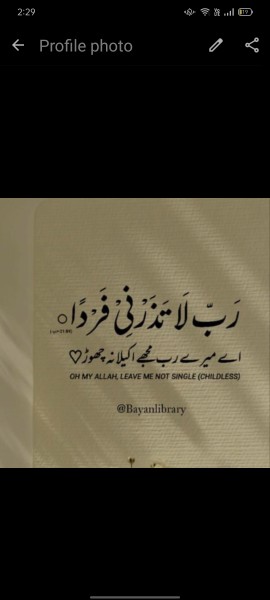 2:29
Profile photo
رَبِّ لَا تَذَرْنِیْ فَرْدًا
اے میرے رب مجھے اکیلا نہ چھوڑ♡
OH MY ALLAH, LEAVE ME NOT SINGLE (CHILDLESS)
@Bayanlibrary